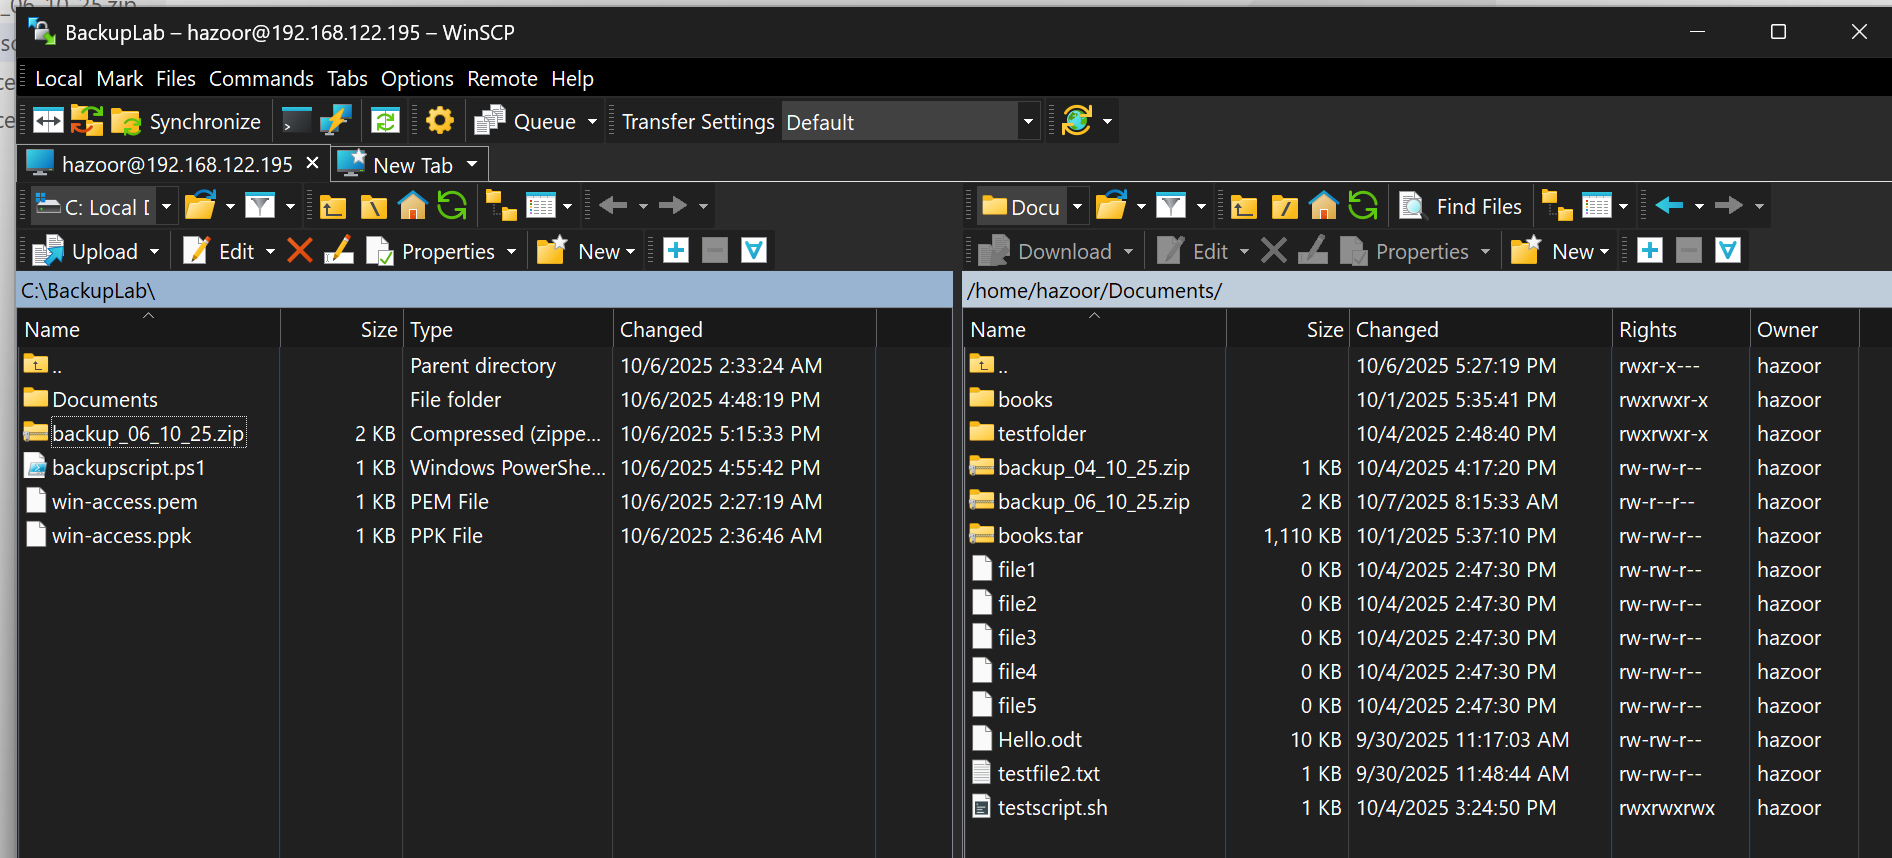 _06_10_25.zip
BackupLab – hazoor@192.168.122.195 – WinSCP
Local Mark Files Commands Tabs Options Remote Help
Synchronize Queue Transfer Settings Default
hazoor@192.168.122.195 New Tab
C: Local D Docu Find Files
Upload Edit Properties New Download Edit Properties New
C:\BackupLab\ /home/hazoor/Documents/
Name Size Type Changed Name Size Changed Rights Owner
.. Parent directory 10/6/2025 2:33:24 AM .. 10/6/2025 5:27:19 PM rwxr-x--- hazoor
Documents File folder 10/6/2025 4:48:19 PM books 10/1/2025 5:35:41 PM rwxrwxr-x hazoor
backup_06_10_25.zip 2 KB Compressed (zippe... 10/6/2025 5:15:33 PM testfolder 10/4/2025 2:48:40 PM rwxrwxr-x hazoor
backupscript.ps1 1 KB Windows PowerShe... 10/6/2025 4:55:42 PM backup_04_10_25.zip 1 KB 10/4/2025 4:17:20 PM rw-rw-r-- hazoor
win-access.pem 1 KB PEM File 10/6/2025 2:27:19 AM backup_06_10_25.zip 2 KB 10/7/2025 8:15:33 AM rw-r--r-- hazoor
win-access.ppk 1 KB PPK File 10/6/2025 2:36:46 AM books.tar 1,110 KB 10/1/2025 5:37:10 PM rw-rw-r-- hazoor
file1 0 KB 10/4/2025 2:47:30 PM rw-rw-r-- hazoor
file2 0 KB 10/4/2025 2:47:30 PM rw-rw-r-- hazoor
file3 0 KB 10/4/2025 2:47:30 PM rw-rw-r-- hazoor
file4 0 KB 10/4/2025 2:47:30 PM rw-rw-r-- hazoor
file5 0 KB 10/4/2025 2:47:30 PM rw-rw-r-- hazoor
Hello.odt 10 KB 9/30/2025 11:17:03 AM rw-rw-r-- hazoor
testfile2.txt 1 KB 9/30/2025 11:48:44 AM rw-rw-r-- hazoor
testscript.sh 1 KB 10/4/2025 3:24:50 PM rwxrwxrwx hazoor